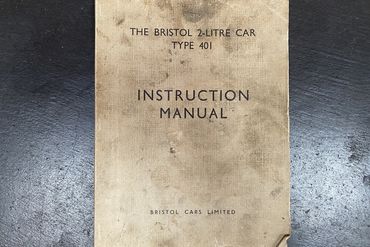 THE BRISTOL 2-LITRE CAR
TYPE 401
INSTRUCTION
MANUAL
BRISTOL CARS LIMITED